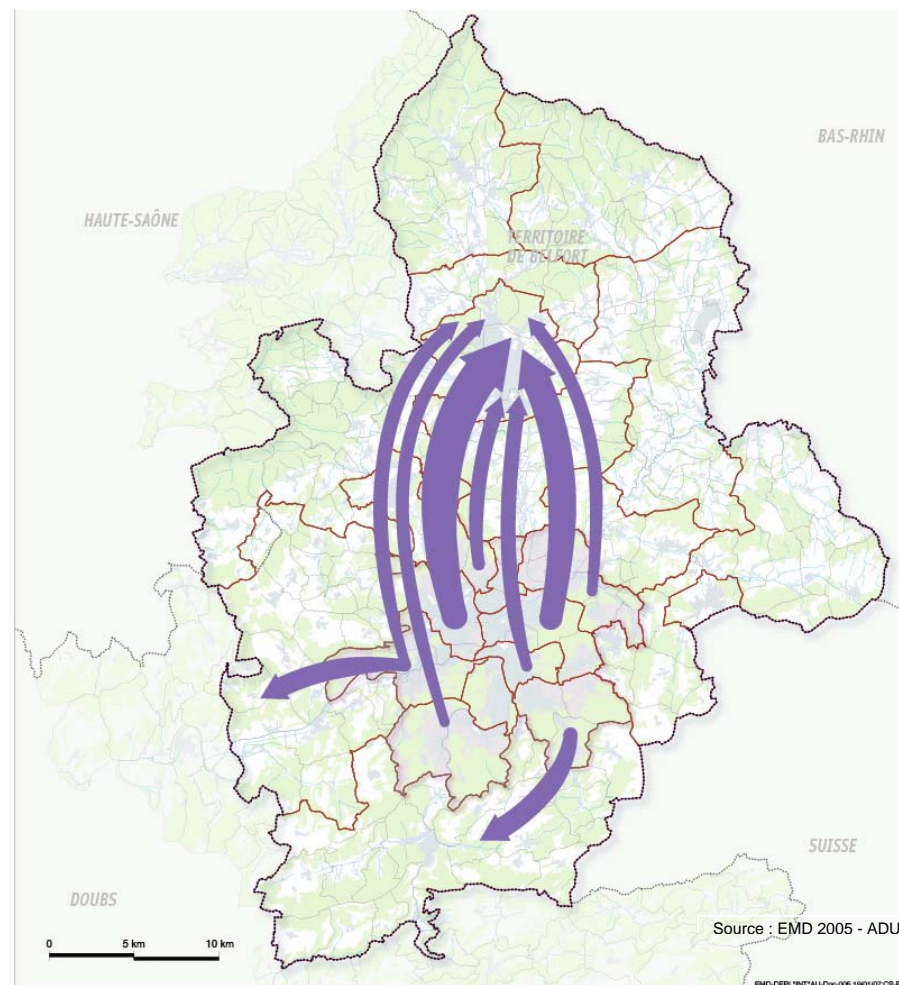 BAS-RHIN
HAUTE-SAÔNE
TERRITOIRE
DE BELFORT
SUISSE
DOUBS
0 5 km 10 km
Source : EMD 2005 - ADU